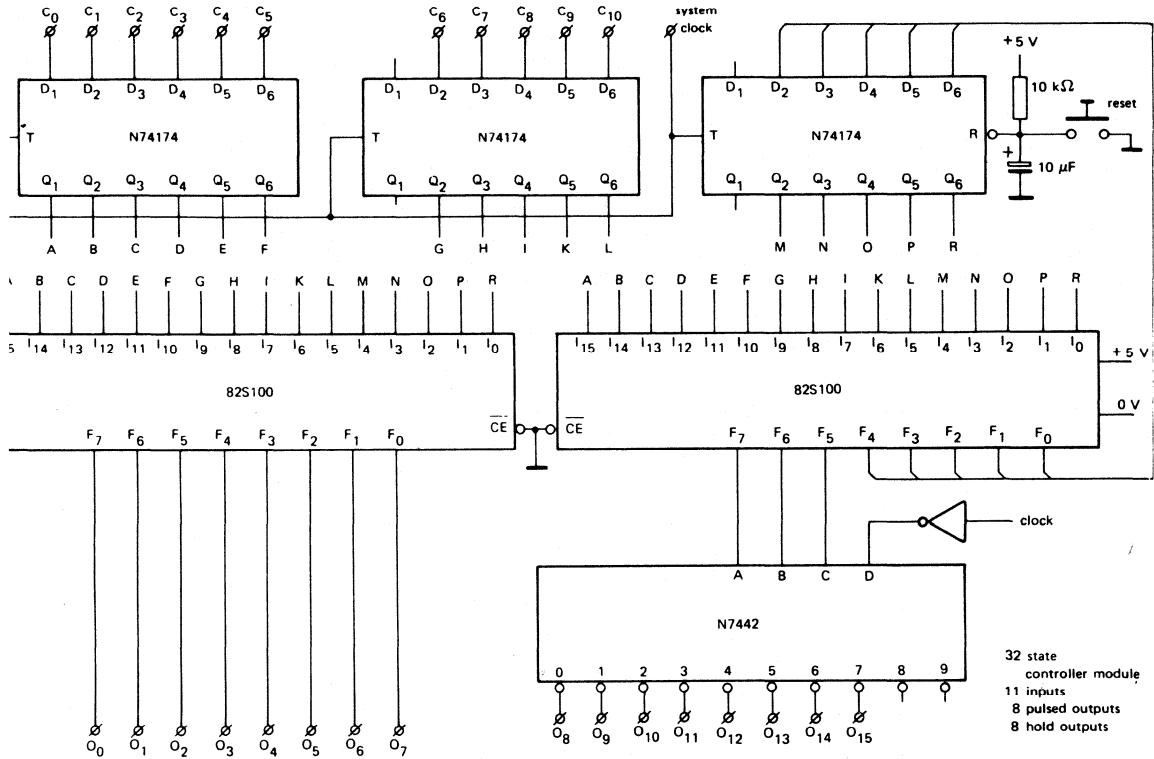 C0 C1 C2 C3 C4 C5 C6 C7 C8 C9 C10 system
clock
+5 V
D1 D2 D3 D4 D5 D6 D1 D2 D3 D4 D5 D6 D1 D2 D3 D4 D5 D6
10 kΩ reset
T N74174 T N74174 T N74174 R
+
10 μF
Q1 Q2 Q3 Q4 Q5 Q6 Q1 Q2 Q3 Q4 Q5 Q6 Q1 Q2 Q3 Q4 Q5 Q6
A B C D E F G H I K L M N O P R
B C D E F G H I K L M N O P R A B C D E F G H I K L M N O P R
5 I14 I13 I12 I11 I10 I9 I8 I7 I6 I5 I4 I3 I2 I1 I0 I15 I14 I13 I12 I11 I10 I9 I8 I7 I6 I5 I4 I3 I2 I1 I0
+5 V
82S100 82S100
0 V
CE CE
F7 F6 F5 F4 F3 F2 F1 F0 F7 F6 F5 F4 F3 F2 F1 F0
clock
A B C D
N7442
0 1 2 3 4 5 6 7 8 9
O8 O9 O10 O11 O12 O13 O14 O15
O0 O1 O2 O3 O4 O5 O6 O7
32 state
controller module
11 inputs
8 pulsed outputs
8 hold outputs